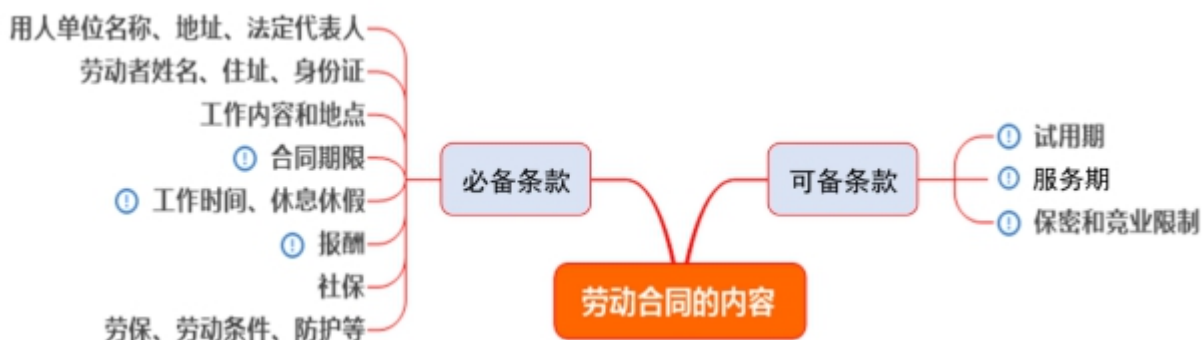 用人单位名称、地址、法定代表人
劳动者姓名、住址、身份证
工作内容和地点
合同期限
工作时间、休息休假
报酬
社保
劳保、劳动条件、防护等
必备条款
可备条款
试用期
服务期
保密和竞业限制
劳动合同的内容